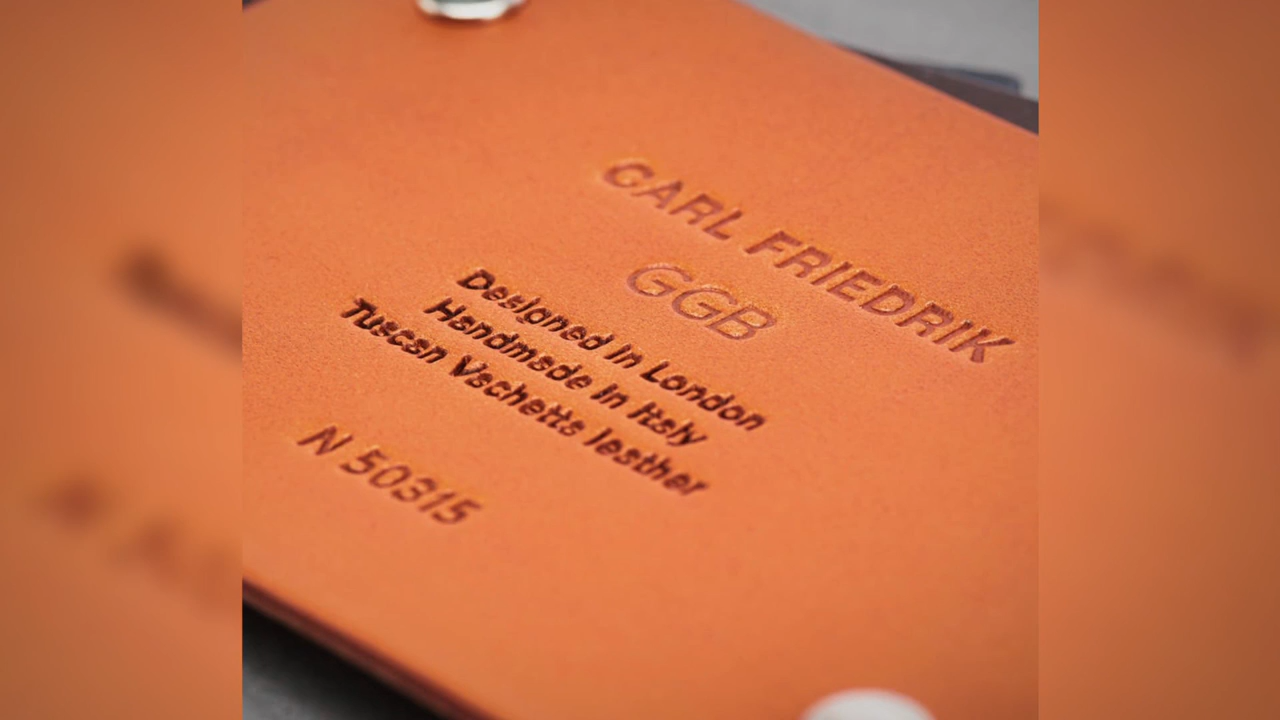 CARL FRIEDRIK
GGB
Designed in London
Handmade in Italy
Tuscan Vachetta leather
N 50315